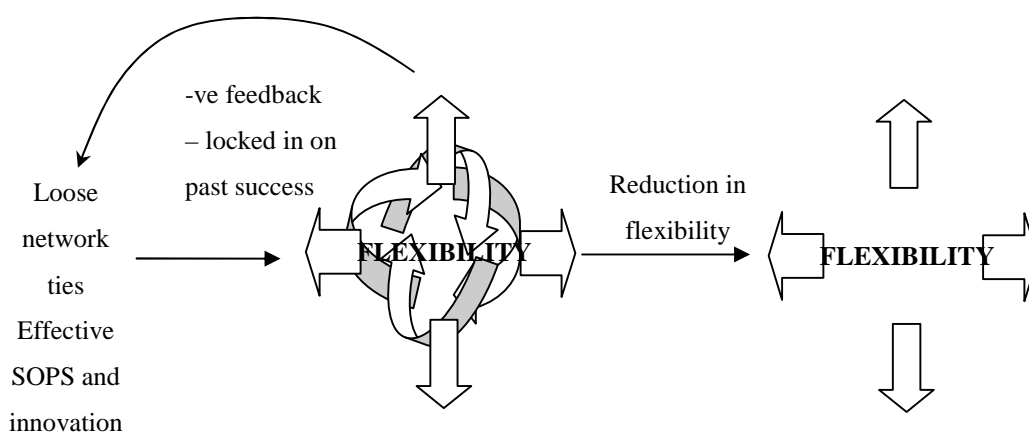 -ve feedback
– locked in on
past success
Loose
network
ties
Effective
SOPS and
innovation
FLEXIBILITY
Reduction in
flexibility
FLEXIBILITY